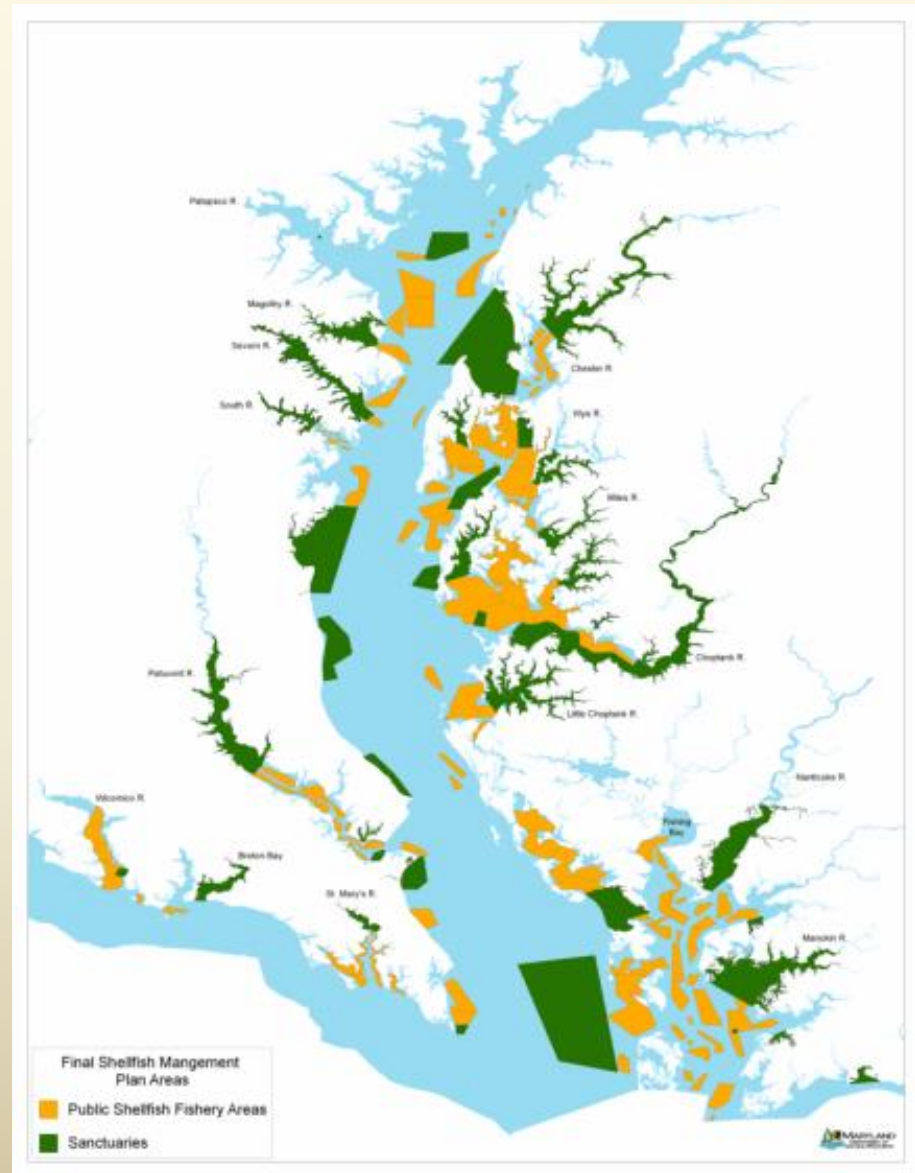 Patapsco R.
Magothy R.
Severn R.
South R.
Chester R.
Wye R.
Miles R.
Choptank R.
Patuxent R.
Little Choptank R.
Nanticoke R.
Fishing
Bay
Wicomico R.
Breton Bay
St. Mary's R.
Manokin R.
Final Shellfish Mangement
Plan Areas
Public Shellfish Fishery Areas
Sanctuaries
MARYLAND